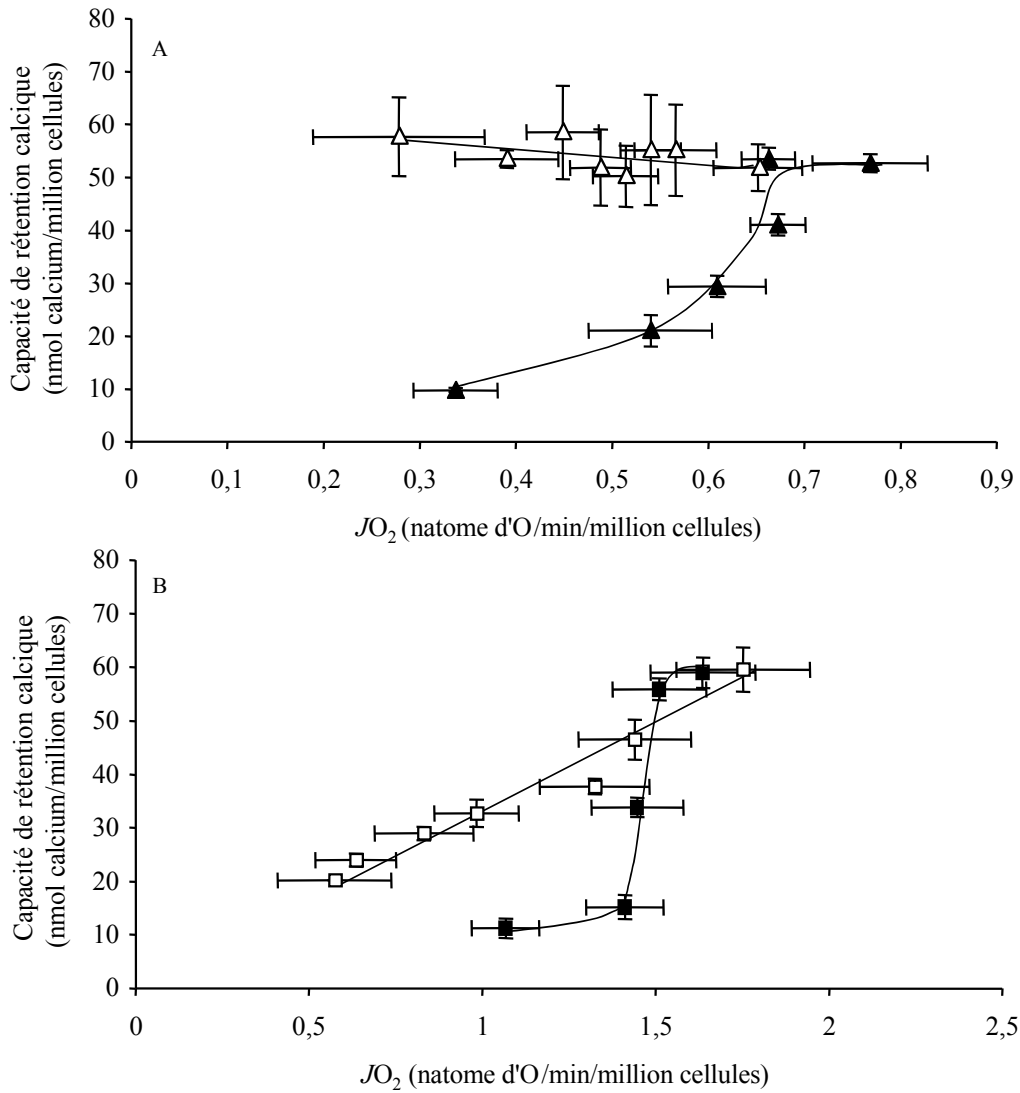 A
Capacité de rétention calcique
(nmol calcium/million cellules)
80
70
60
50
40
30
20
10
0
0 0,1 0,2 0,3 0,4 0,5 0,6 0,7 0,8 0,9
JO₂ (natome d'O/min/million cellules)
B
Capacité de rétention calcique
(nmol calcium/million cellules)
80
70
60
50
40
30
20
10
0
0,5 1 1,5 2 2,5
JO₂ (natome d'O/min/million cellules)